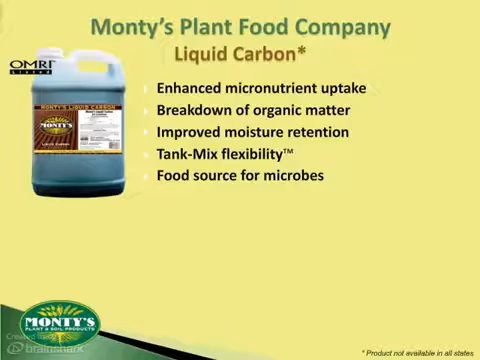 Monty's Plant Food Company
Liquid Carbon*
OMRI
Listed
Enhanced micronutrient uptake
Breakdown of organic matter
Improved moisture retention
Tank-Mix flexibility™
Food source for microbes
MONTY'S LIQUID CARBON
MONTY'S
MONTY'S
PLANT & SOIL PRODUCTS
brainshark
* Product not available in all states